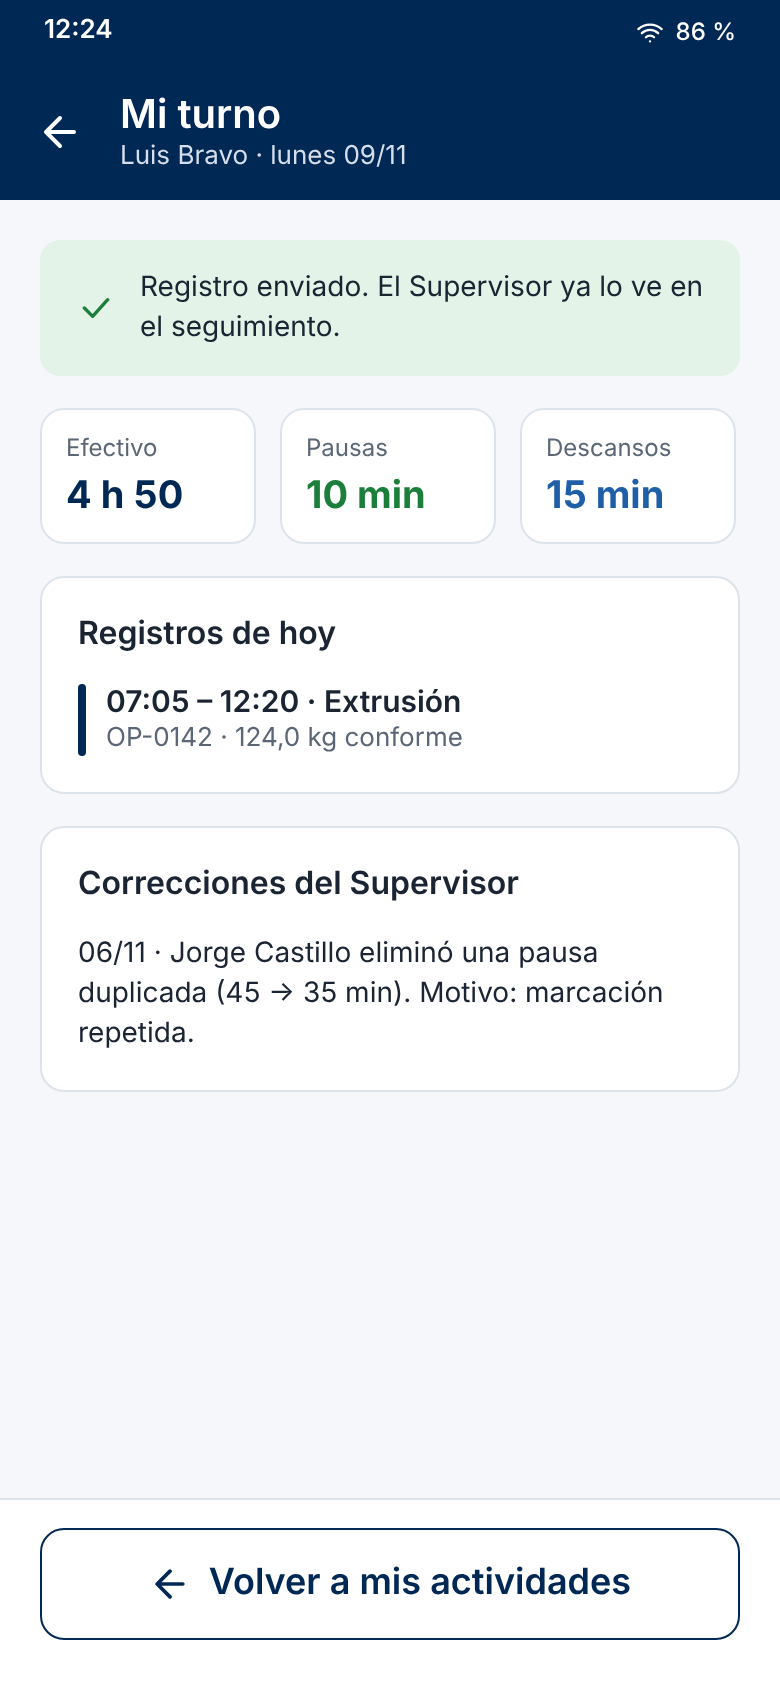 12:24
86 %
Mi turno
Luis Bravo · lunes 09/11
Registro enviado. El Supervisor ya lo ve en
el seguimiento.
Efectivo
4 h 50
Pausas
10 min
Descansos
15 min
Registros de hoy
07:05 – 12:20 · Extrusión
OP-0142 · 124,0 kg conforme
Correcciones del Supervisor
06/11 · Jorge Castillo eliminó una pausa
duplicada (45 → 35 min). Motivo: marcación
repetida.
← Volver a mis actividades